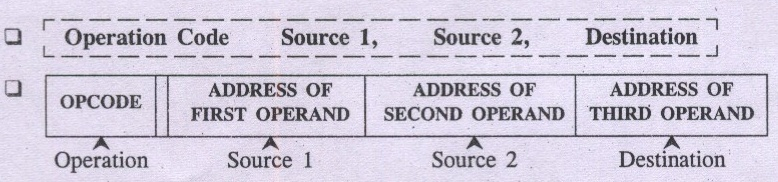 Operation Code Source 1, Source 2, Destination
OPCODE ADDRESS OF FIRST OPERAND ADDRESS OF SECOND OPERAND ADDRESS OF THIRD OPERAND
Operation Source 1 Source 2 Destination